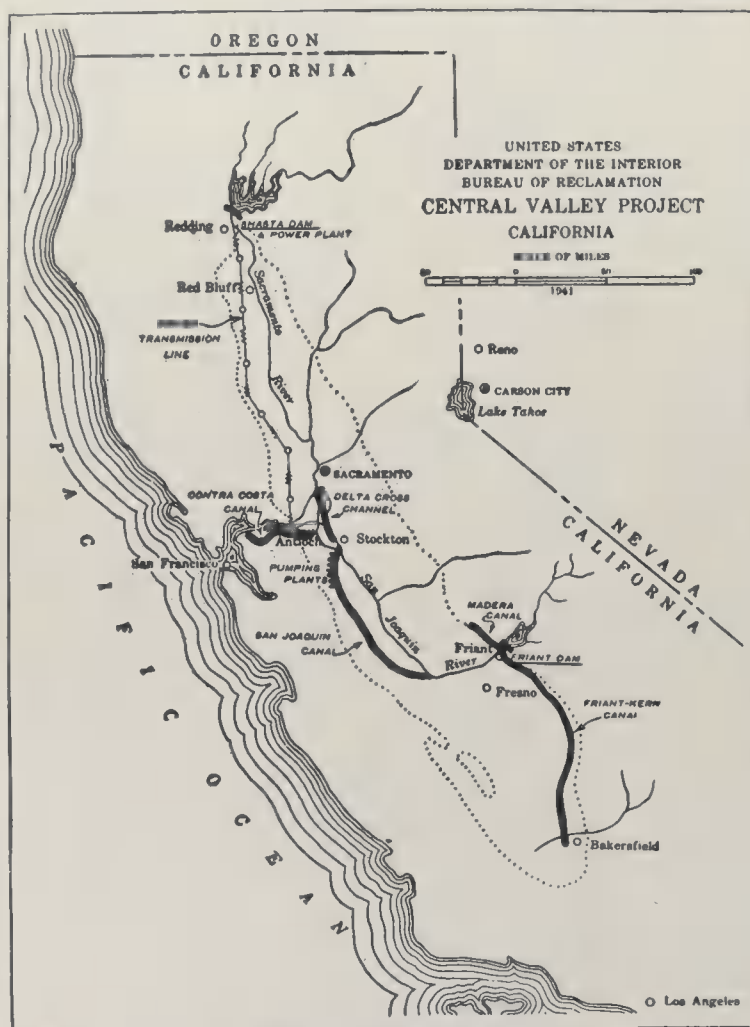 OREGON
CALIFORNIA
UNITED STATES
DEPARTMENT OF THE INTERIOR
BUREAU OF RECLAMATION
CENTRAL VALLEY PROJECT
CALIFORNIA
OF MILES
1941
Redding
SHASTA DAM
& POWER PLANT
Red Bluff
Sacramento
River
TRANSMISSION
LINE
Reno
CARSON CITY
Lake Tahoe
SACRAMENTO
CONTRA COSTA
CANAL
DELTA CROSS
CHANNEL
Antioch
Stockton
San Francisco
PUMPING
PLANTS
NEVADA
CALIFORNIA
San
Joaquin
River
MADERA
CANAL
SAN JOAQUIN
CANAL
Friant
FRIANT DAM
Fresno
FRIANT-KERN
CANAL
Bakersfield
PACIFIC OCEAN
Los Angeles